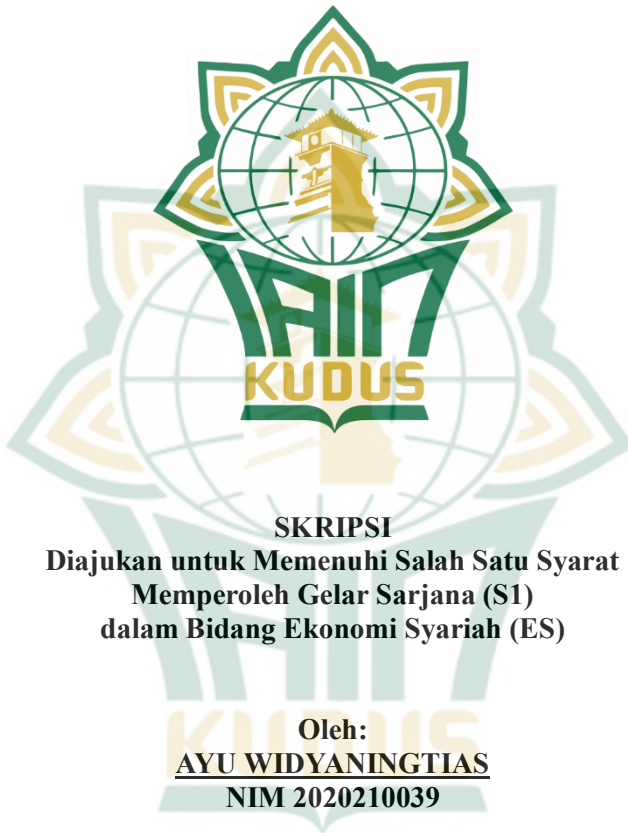 IAIN
KUDUS
SKRIPSI
Diajukan untuk Memenuhi Salah Satu Syarat
Memperoleh Gelar Sarjana (S1)
dalam Bidang Ekonomi Syariah (ES)
Oleh:
AYU WIDYANINGTIAS
NIM 2020210039